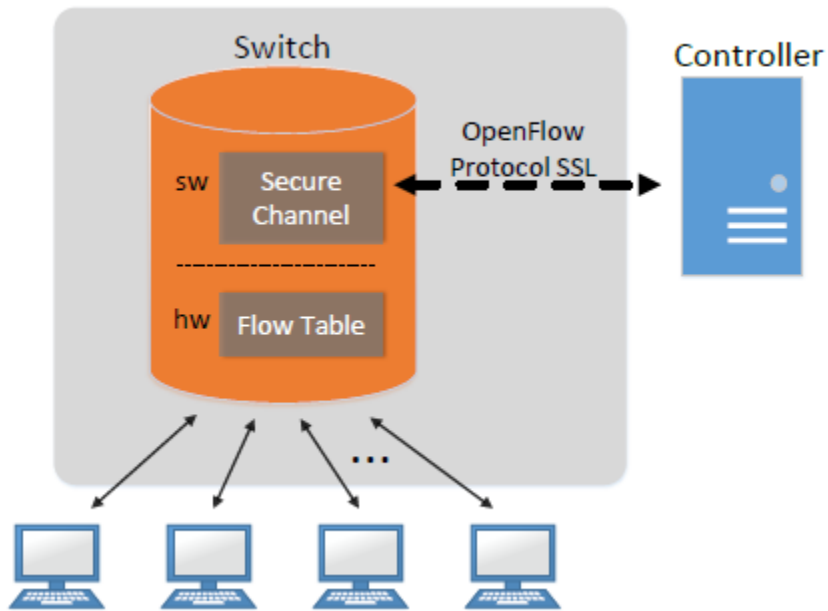 Switch
Controller
OpenFlow
Protocol SSL
sw
Secure
Channel
hw
Flow Table
...